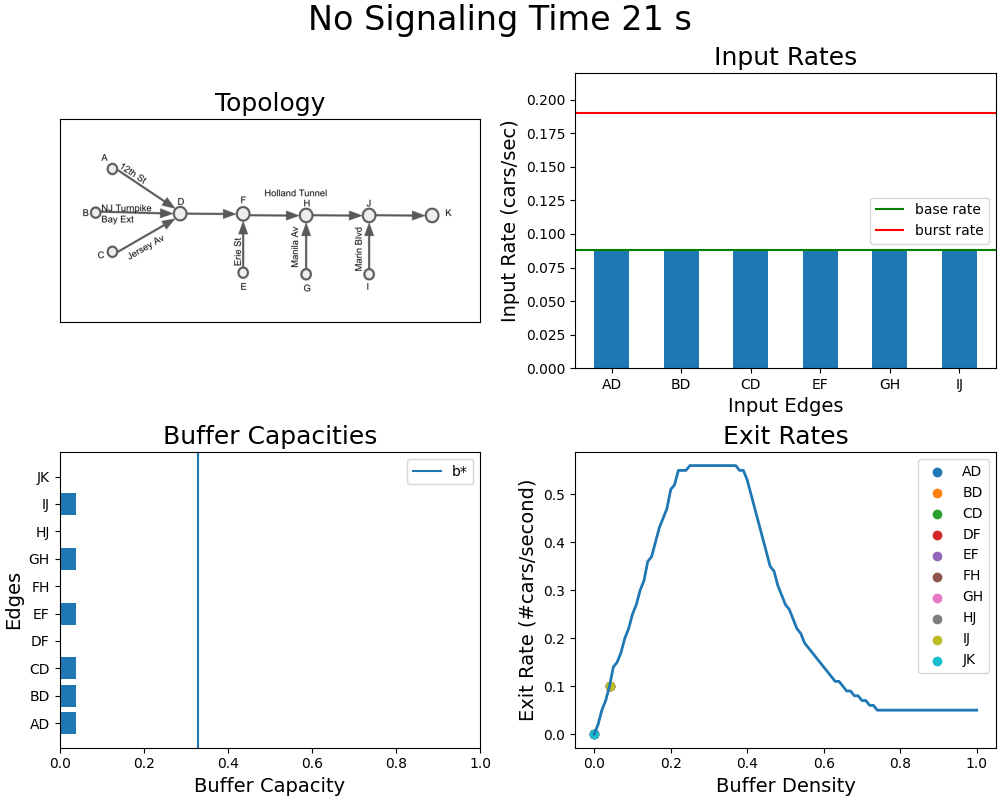 No Signaling Time 21 s
Topology
A
12th St
B
NJ Turnpike
Bay Ext
C
Jersey Av
D
F
Holland Tunnel
H
J
K
Erie St
Manila Av
Marin Blvd
E
G
I
Input Rates
Input Rate (cars/sec)
0.200
0.175
0.150
0.125
0.100
0.075
0.050
0.025
0.000
base rate
burst rate
AD BD CD EF GH IJ
Input Edges
Buffer Capacities
Edges
JK
IJ
HJ
GH
FH
EF
DF
CD
BD
AD
b*
0.0 0.2 0.4 0.6 0.8 1.0
Buffer Capacity
Exit Rates
Exit Rate (#cars/second)
0.5
0.4
0.3
0.2
0.1
0.0
AD
BD
CD
DF
EF
FH
GH
HJ
IJ
JK
0.0 0.2 0.4 0.6 0.8 1.0
Buffer Density